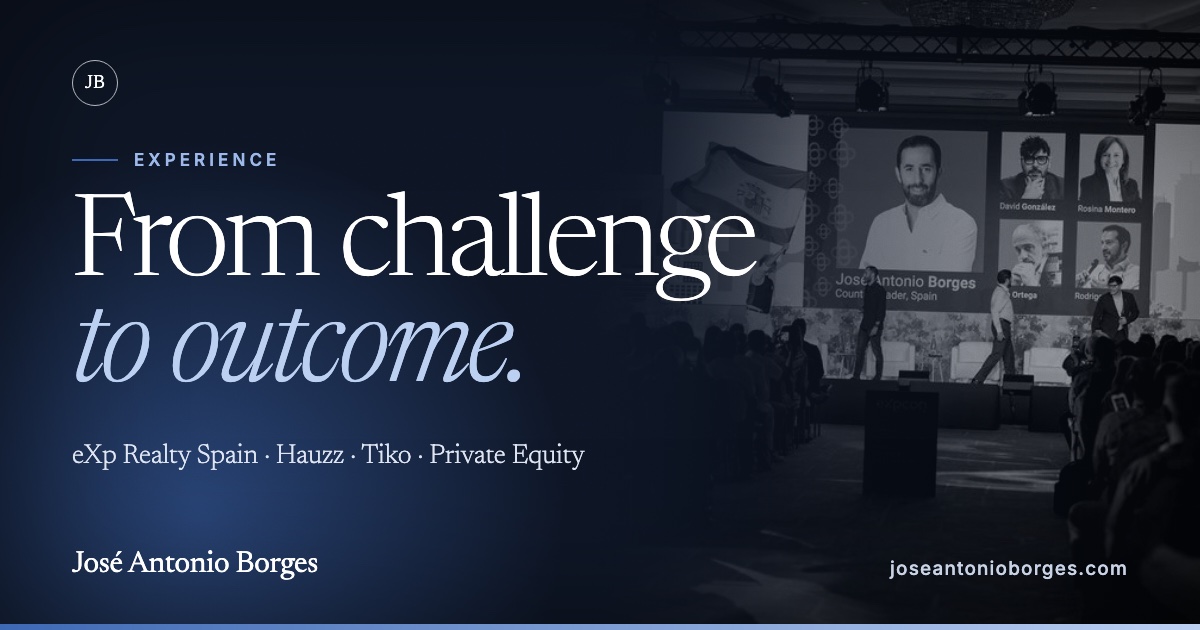 JB
EXPERIENCE
From challenge
to outcome.
eXp Realty Spain · Hauzz · Tiko · Private Equity
José Antonio Borges
joseantonioborges.com
José Antonio Borges
Leader, Spain
David González
Rosina Montero
Ortega